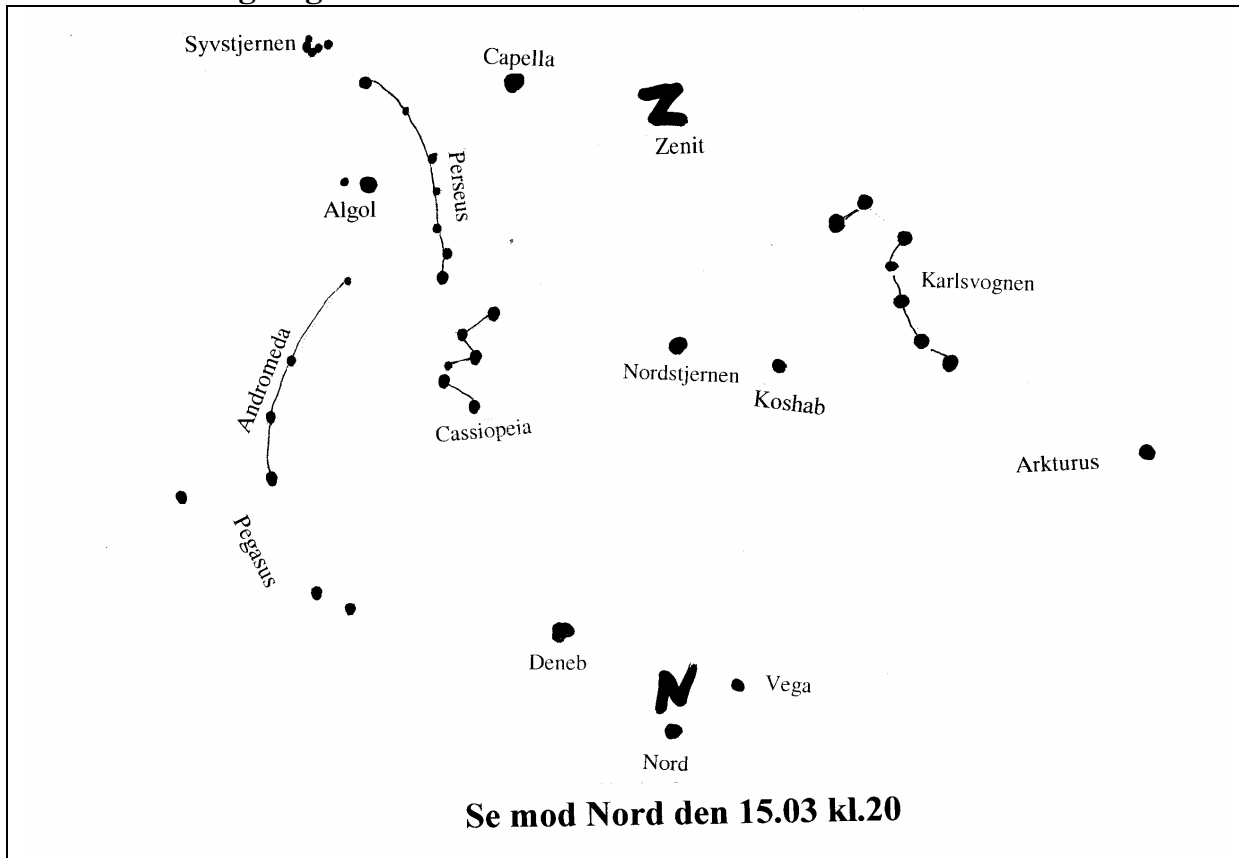 Syvstjernen
Capella
Z
Zenit
Perseus
Algol
Karlsvognen
Andromeda
Nordstjernen
Koshab
Cassiopeia
Arkturus
Pegasus
Deneb
N
Vega
Nord
Se mod Nord den 15.03 kl.20